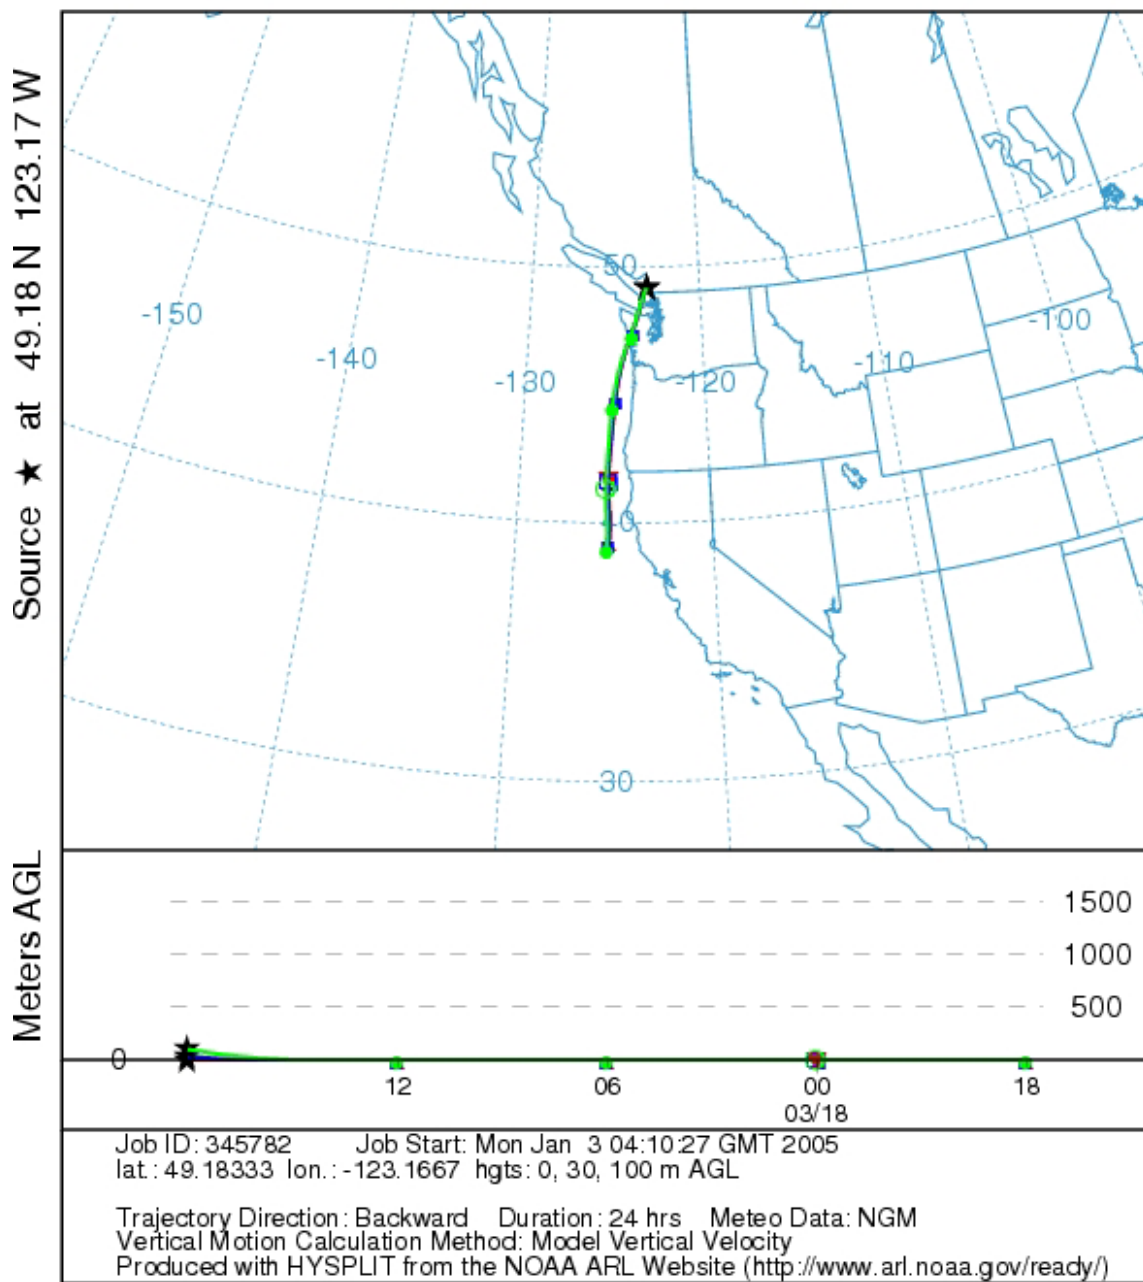 Source ★ at 49.18 N 123.17 W
50
-150
-100
-140
-110
-130
-120
30
Meters AGL
1500
1000
500
0
12 06 00 18
03/18
Job ID: 345782 Job Start: Mon Jan 3 04:10:27 GMT 2005
lat.: 49.18333 lon.: -123.1667 hgts: 0, 30, 100 m AGL
Trajectory Direction: Backward Duration: 24 hrs Meteo Data: NGM
Vertical Motion Calculation Method: Model Vertical Velocity
Produced with HYSPLIT from the NOAA ARL Website (http://www.arl.noaa.gov/ready/)